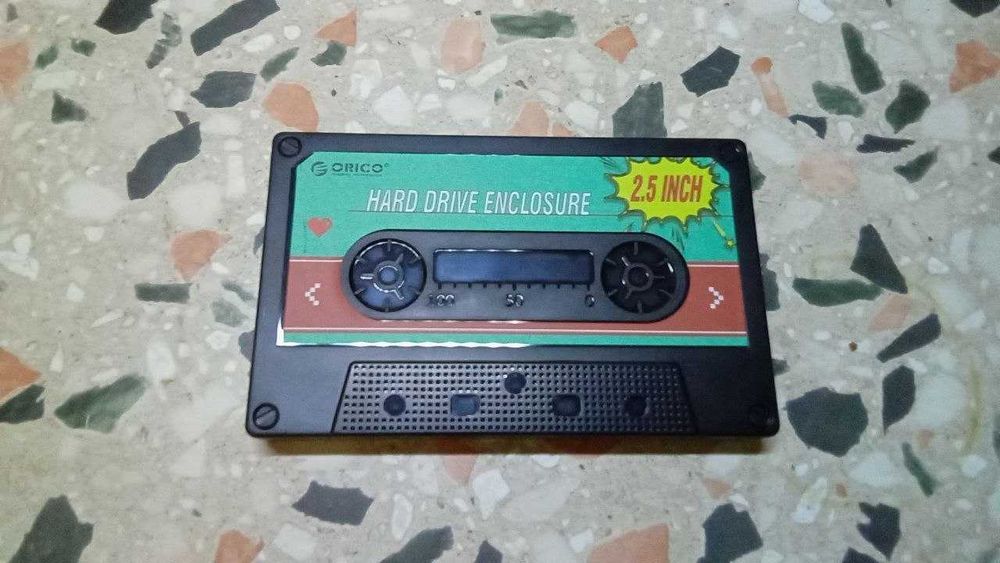 ORICO®
HARD DRIVE ENCLOSURE
2.5 INCH
100 50 0